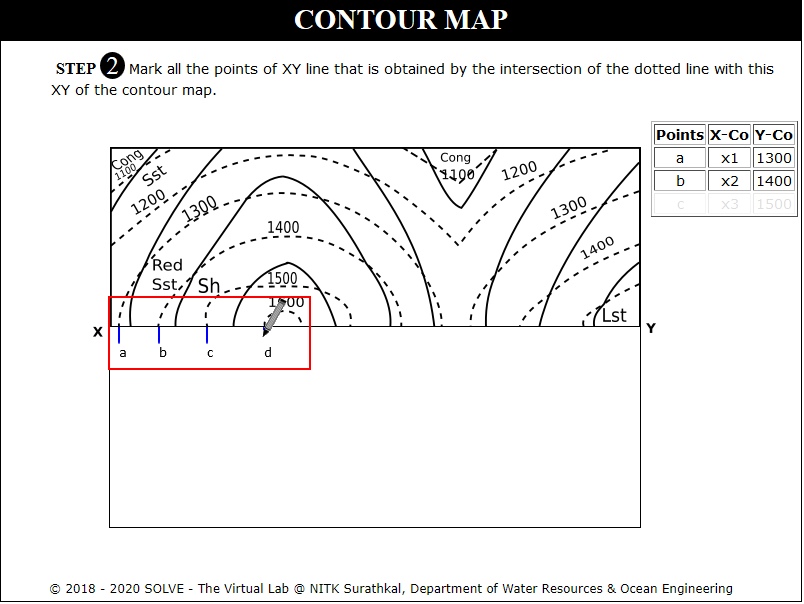 CONTOUR MAP
STEP 2 Mark all the points of XY line that is obtained by the intersection of the dotted line with this
XY of the contour map.
Points X-Co Y-Co
a x1 1300
b x2 1400
c x3 1500
Cong
1100
Sst
1200
1300
1400
Cong
1100
1200
1300
1400
Red
Sst.
Sh
1500
Lst
X
Y
a b c d
© 2018 - 2020 SOLVE - The Virtual Lab @ NITK Surathkal, Department of Water Resources & Ocean Engineering